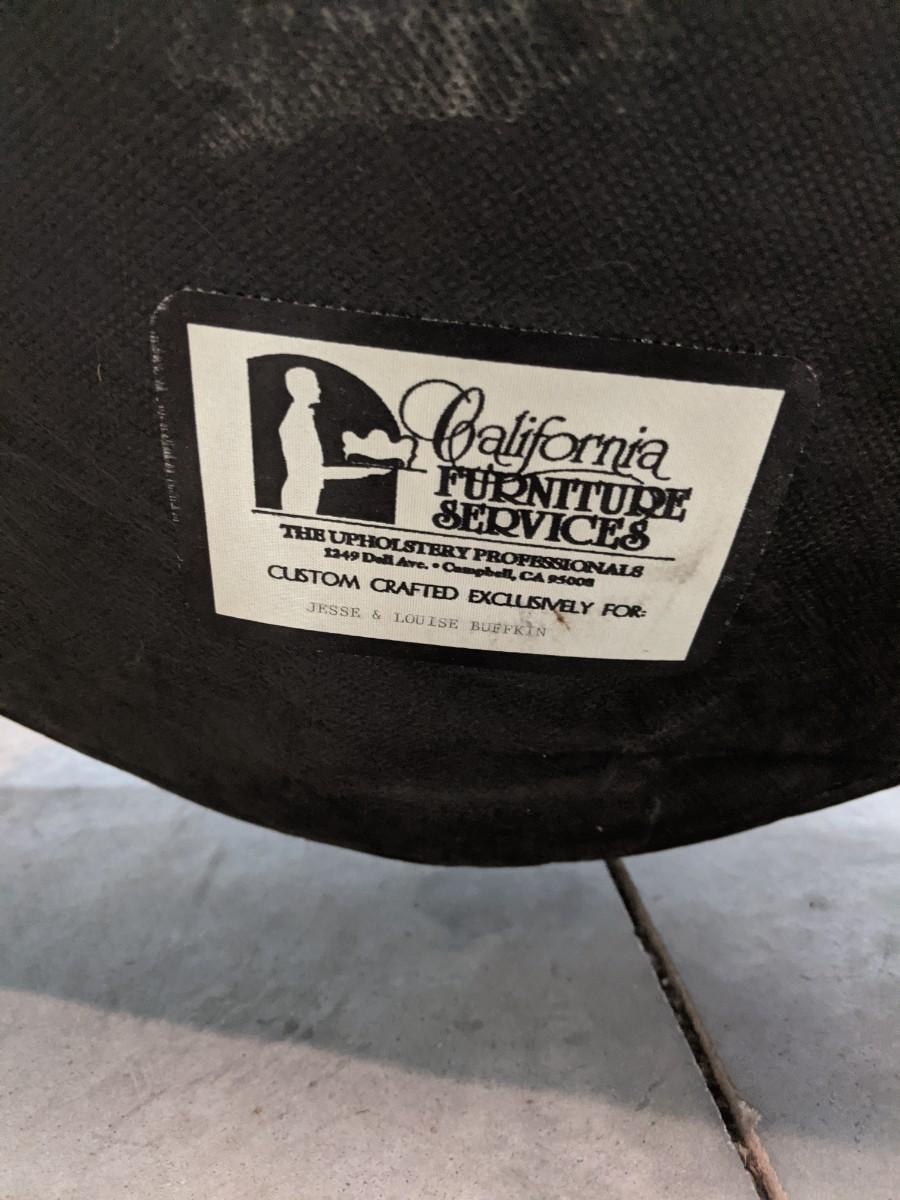 California
FURNITURE
SERVICES
THE UPHOLSTERY PROFESSIONALS
1249 Dell Ave. • Campbell, CA 95008
CUSTOM CRAFTED EXCLUSIVELY FOR:
JESSE & LOUISE BUFFKIN